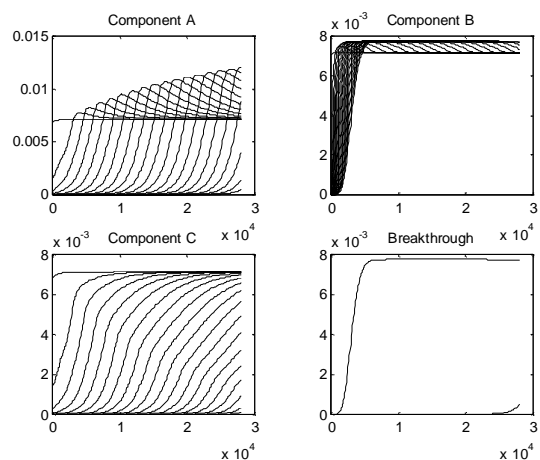 Component A
0.015
0.01
0.005
0
0 1 2 3
x 10^4
Component B
x 10^-3
8
6
4
2
0
0 1 2 3
x 10^4
Component C
x 10^-3
8
6
4
2
0
0 1 2 3
x 10^4
Breakthrough
x 10^-3
8
6
4
2
0
0 1 2 3
x 10^4